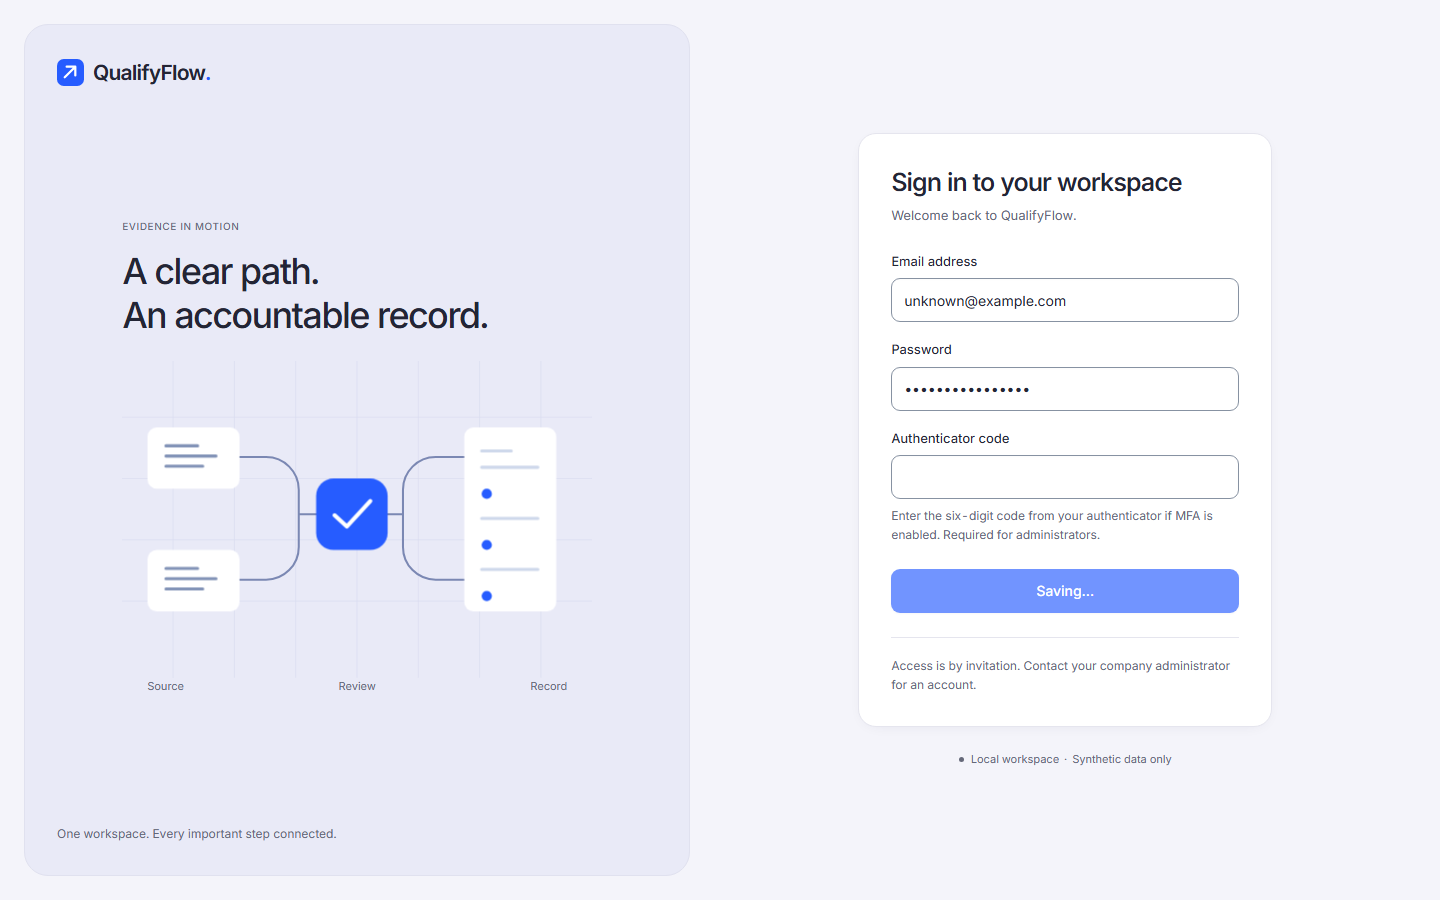 QualifyFlow.
EVIDENCE IN MOTION
A clear path.
An accountable record.
Source
Review
Record
One workspace. Every important step connected.
Sign in to your workspace
Welcome back to QualifyFlow.
Email address
unknown@example.com
Password
••••••••••••••••
Authenticator code
Enter the six-digit code from your authenticator if MFA is
enabled. Required for administrators.
Saving...
Access is by invitation. Contact your company administrator
for an account.
Local workspace · Synthetic data only